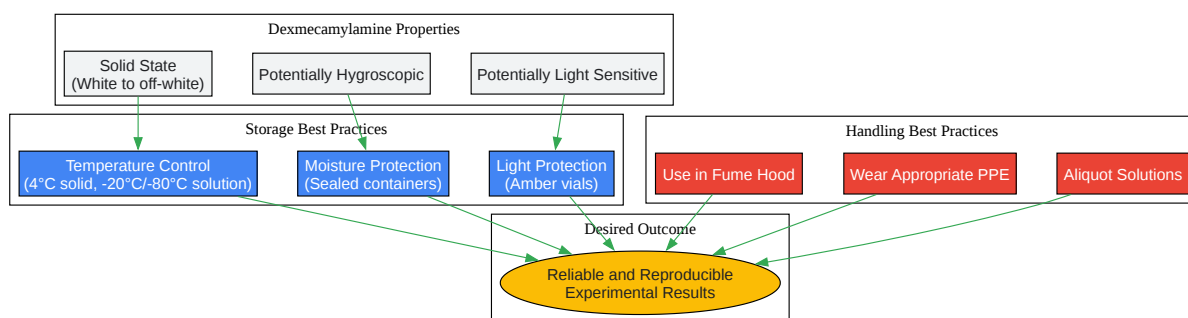 Dexmecamylamine Properties
Solid State
(White to off-white)
Potentially Hygroscopic
Potentially Light Sensitive
Storage Best Practices
Temperature Control
(4°C solid, -20°C/-80°C solution)
Moisture Protection
(Sealed containers)
Light Protection
(Amber vials)
Handling Best Practices
Use in Fume Hood
Wear Appropriate PPE
Aliquot Solutions
Desired Outcome
Reliable and Reproducible
Experimental Results